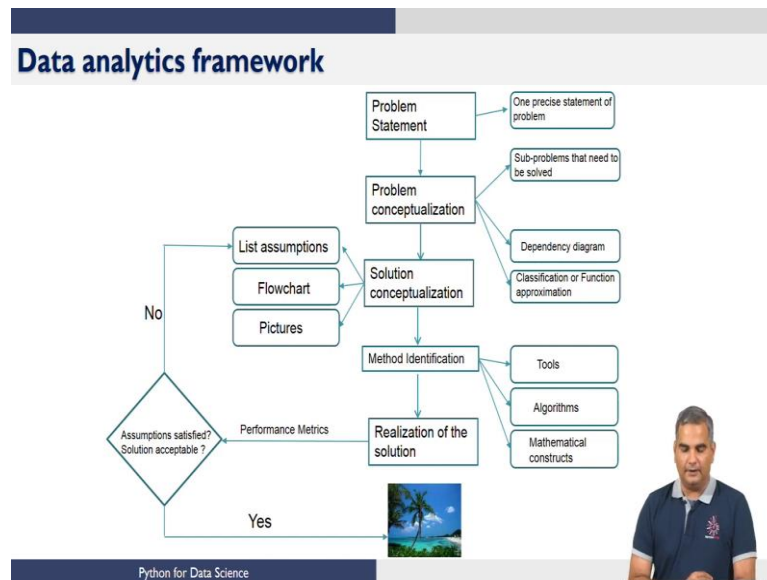 Data analytics framework
Problem
Statement
One precise statement of
problem
Sub-problems that need to
be solved
Problem
conceptualization
Dependency diagram
Classification or Function
approximation
List assumptions
Flowchart
Pictures
Solution
conceptualization
No
Method Identification
Tools
Algorithms
Mathematical
constructs
Assumptions satisfied?
Solution acceptable ?
Performance Metrics
Realization of the
solution
Yes
Python for Data Science